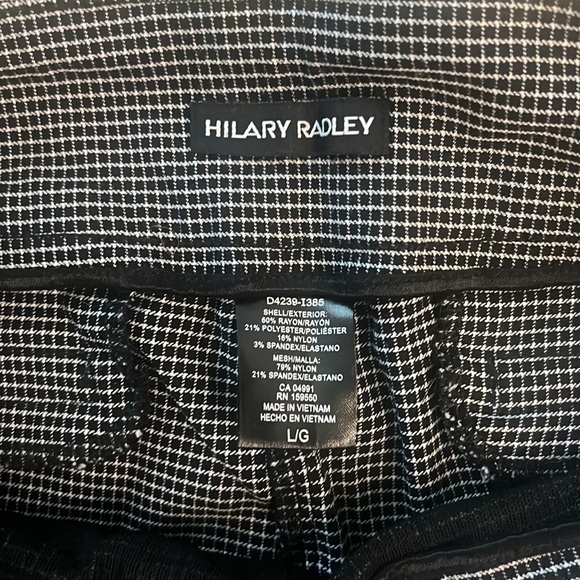 HILARY RADLEY
D4239-I385
SHELL/EXTERIOR:
60% RAYON/RAYÓN
21% POLYESTER/POLIÉSTER
16% NYLON
3% SPANDEX/ELASTANO
MESH/MALLA:
79% NYLON
21% SPANDEX/ELASTANO
CA 04991
RN 159550
MADE IN VIETNAM
HECHO EN VIETNAM
L/G